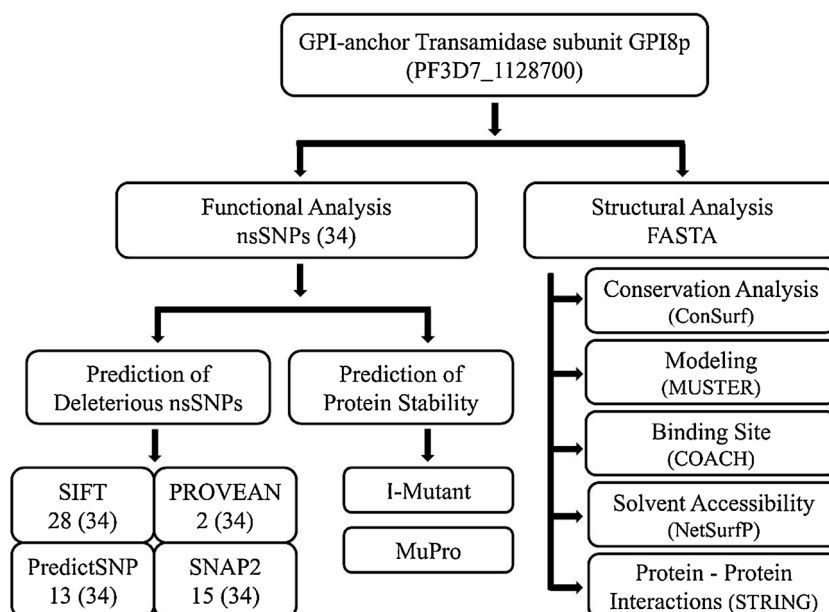 GPI-anchor Transamidase subunit GPI8p
(PF3D7_1128700)
Functional Analysis
nsSNPs (34)
Structural Analysis
FASTA
Prediction of
Deleterious nsSNPs
Prediction of
Protein Stability
SIFT
28 (34)
PROVEAN
2 (34)
PredictSNP
13 (34)
SNAP2
15 (34)
I-Mutant
MuPro
Conservation Analysis
(ConSurf)
Modeling
(MUSTER)
Binding Site
(COACH)
Solvent Accessibility
(NetSurfP)
Protein - Protein
Interactions (STRING)